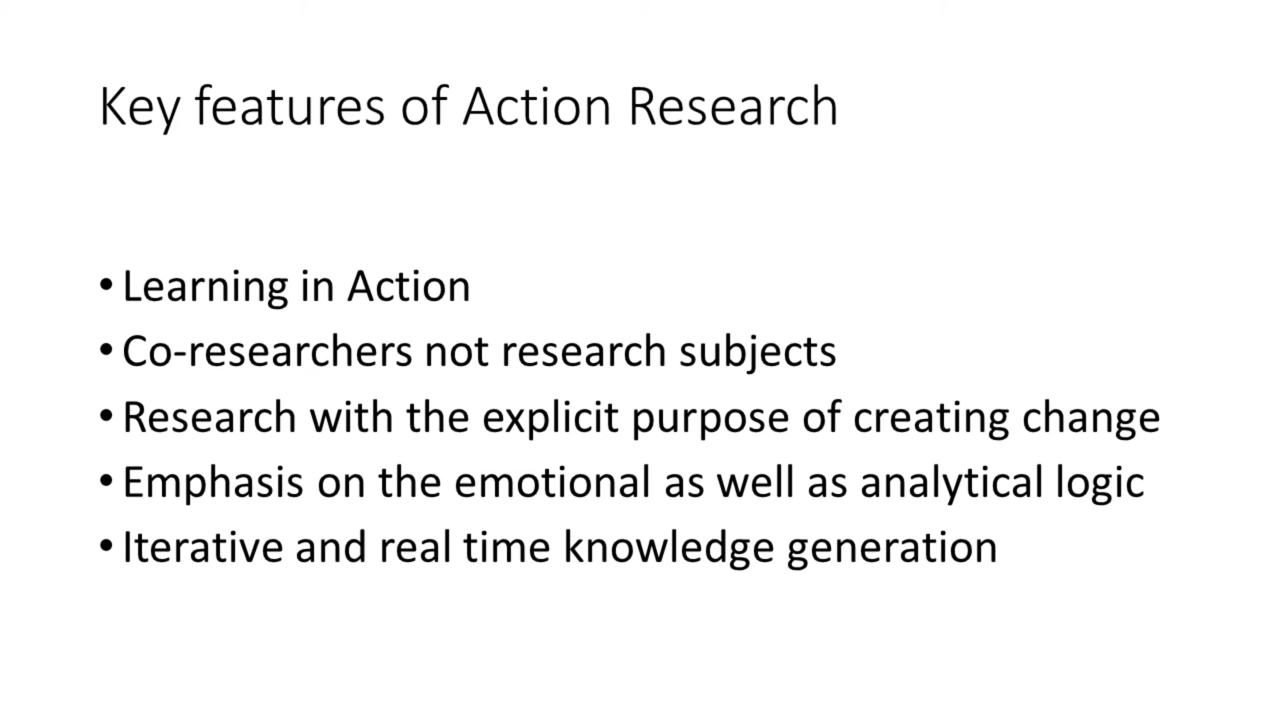 Key features of Action Research
• Learning in Action
• Co-researchers not research subjects
• Research with the explicit purpose of creating change
• Emphasis on the emotional as well as analytical logic
• Iterative and real time knowledge generation